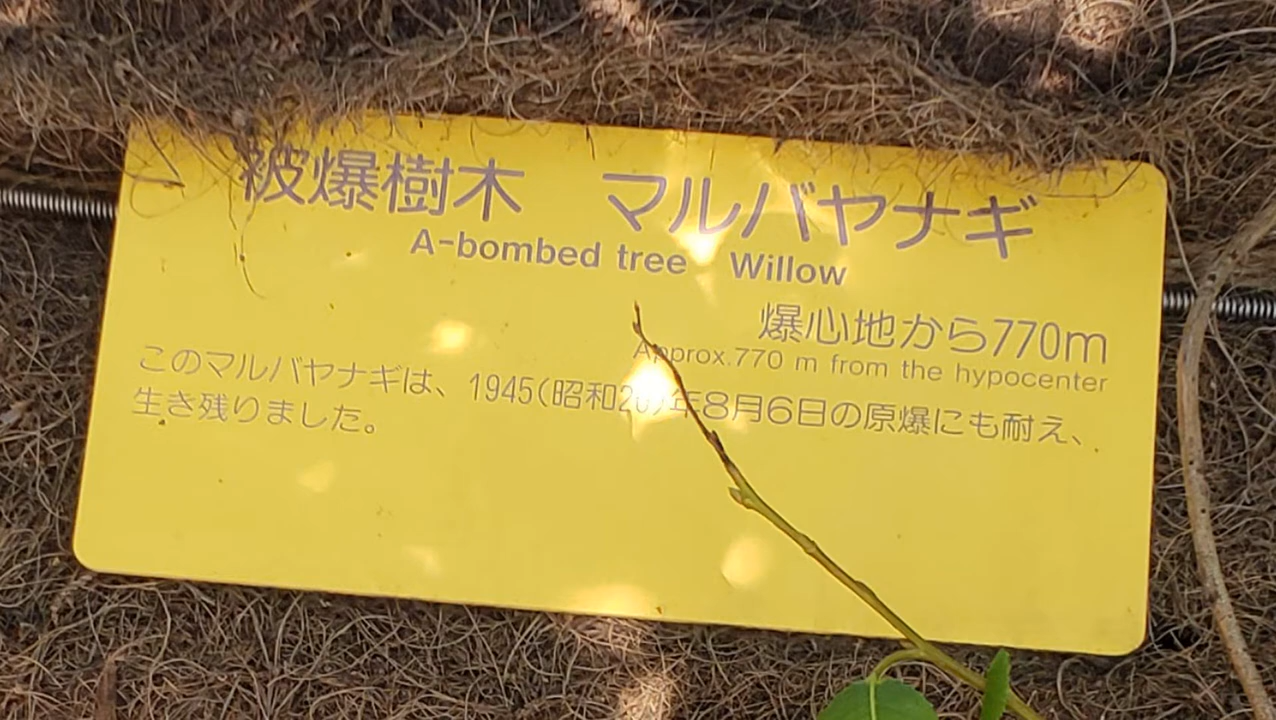 被爆樹木　マルバヤナギ
A-bombed tree　Willow
爆心地から770m
Approx.770 m from the hypocenter
このマルバヤナギは、1945(昭和20)年8月6日の原爆にも耐え、
生き残りました。